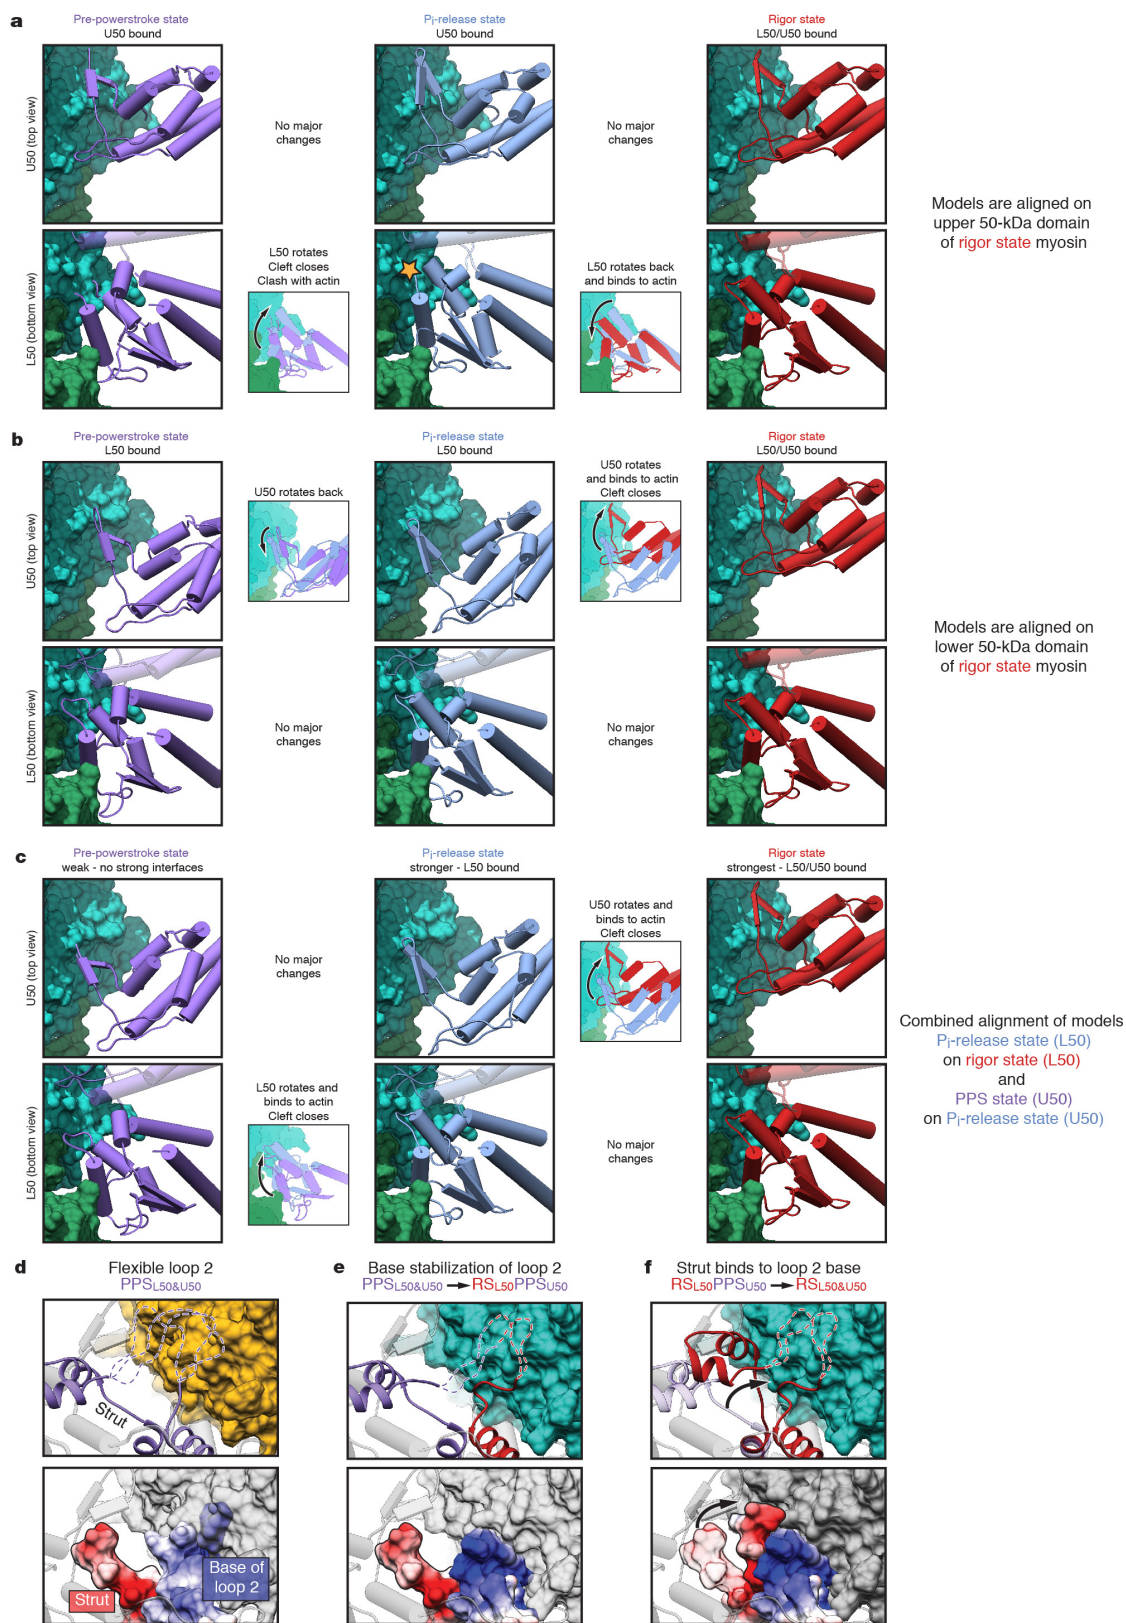 a
Pre-powerstroke state
U50 bound
Pi-release state
U50 bound
Rigor state
L50/U50 bound
U50 (top view)
No major
changes
No major
changes
L50 (bottom view)
L50 rotates
Cleft closes
Clash with actin
L50 rotates back
and binds to actin
Models are aligned on
upper 50-kDa domain
of rigor state myosin
b
Pre-powerstroke state
L50 bound
Pi-release state
L50 bound
Rigor state
L50/U50 bound
U50 (top view)
U50 rotates back
U50 rotates
and binds to actin
Cleft closes
L50 (bottom view)
No major
changes
No major
changes
Models are aligned on
lower 50-kDa domain
of rigor state myosin
c
Pre-powerstroke state
weak - no strong interfaces
Pi-release state
stronger - L50 bound
Rigor state
strongest - L50/U50 bound
U50 (top view)
No major
changes
U50 rotates and
binds to actin
Cleft closes
L50 (bottom view)
L50 rotates and
binds to actin
Cleft closes
No major
changes
Combined alignment of models
Pi-release state (L50)
on rigor state (L50)
and
PPS state (U50)
on Pi-release state (U50)
d
Flexible loop 2
PPSL50&U50
Strut
Strut
Base of
loop 2
e
Base stabilization of loop 2
PPSL50&U50 → RSL50PPSU50
f
Strut binds to loop 2 base
RSL50PPSU50 → RSL50&U50